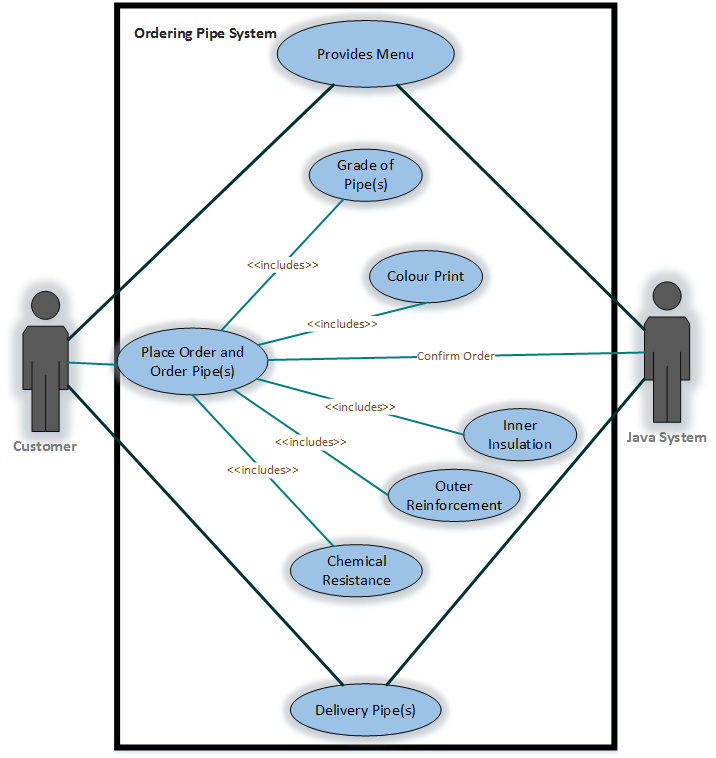 Ordering Pipe System
Provides Menu
Grade of
Pipe(s)
<<includes>>
Colour Print
<<includes>>
Place Order and
Order Pipe(s)
Confirm Order
<<includes>>
Inner
Insulation
<<includes>>
Customer
Java System
<<includes>>
Outer
Reinforcement
Chemical
Resistance
Delivery Pipe(s)